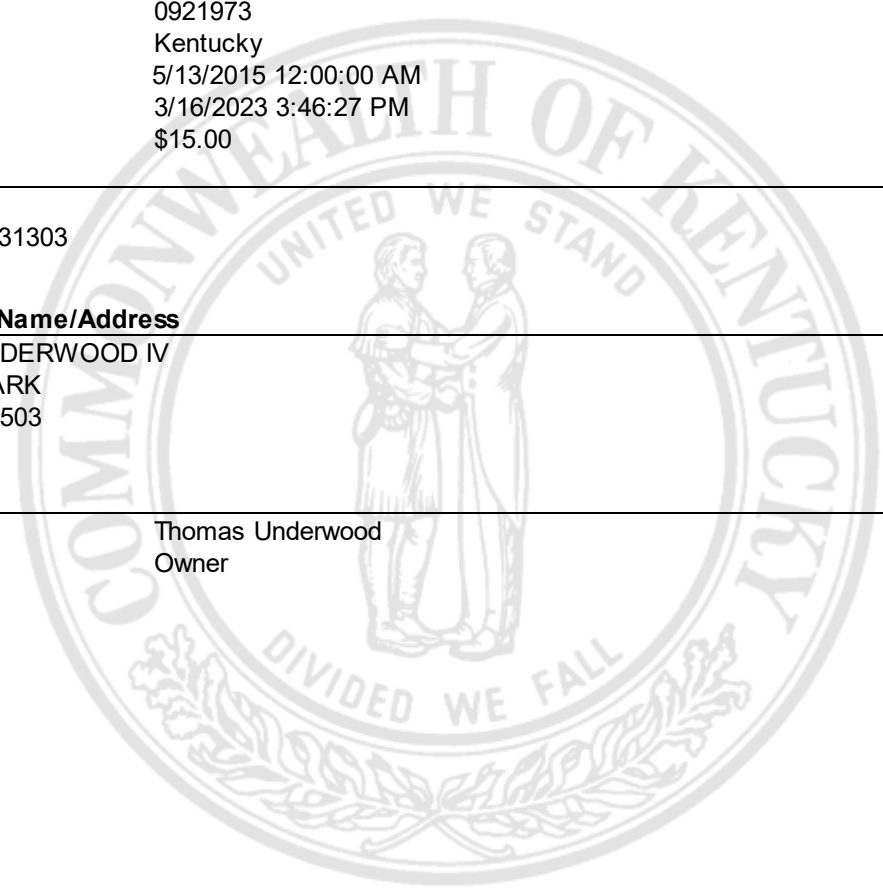 0921973
Kentucky
5/13/2015 12:00:00 AM
3/16/2023 3:46:27 PM
$15.00
31303
Name/Address
DERWOOD IV
ARK
503
Thomas Underwood
Owner
COMMONWEALTH OF KENTUCKY
UNITED WE STAND
DIVIDED WE FALL